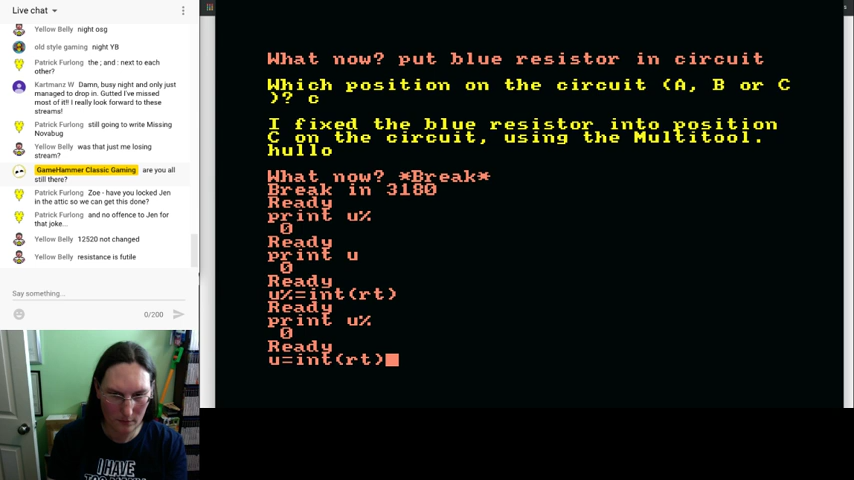 Live chat
Yellow Belly night osg
old style gaming night YB
Patrick Furlong the ; and : next to each
other?
Kartmanz W Damn, busy night and only just
managed to drop in. Gutted I've missed
most of it!! I really look forward to these
streams!
Patrick Furlong still going to write Missing
Novabug
Yellow Belly was that just me losing
stream?
GameHammer Classic Gaming are you all
still there?
Patrick Furlong Zoe - have you locked Jen
in the attic so we can get this done?
Patrick Furlong and no offence to Jen for
that joke...
Yellow Belly 12520 not changed
Yellow Belly resistance is futile
Say something...
0/200
I HAVE
What now? put blue resistor in circuit
Which position on the circuit (A, B or C
)? c
I fixed the blue resistor into position
C on the circuit, using the Multitool.
hullo
What now? *Break*
Break in 3180
Ready
print u%
0
Ready
print u
0
Ready
u%=int(rt)
Ready
print u%
0
Ready
u=int(rt)